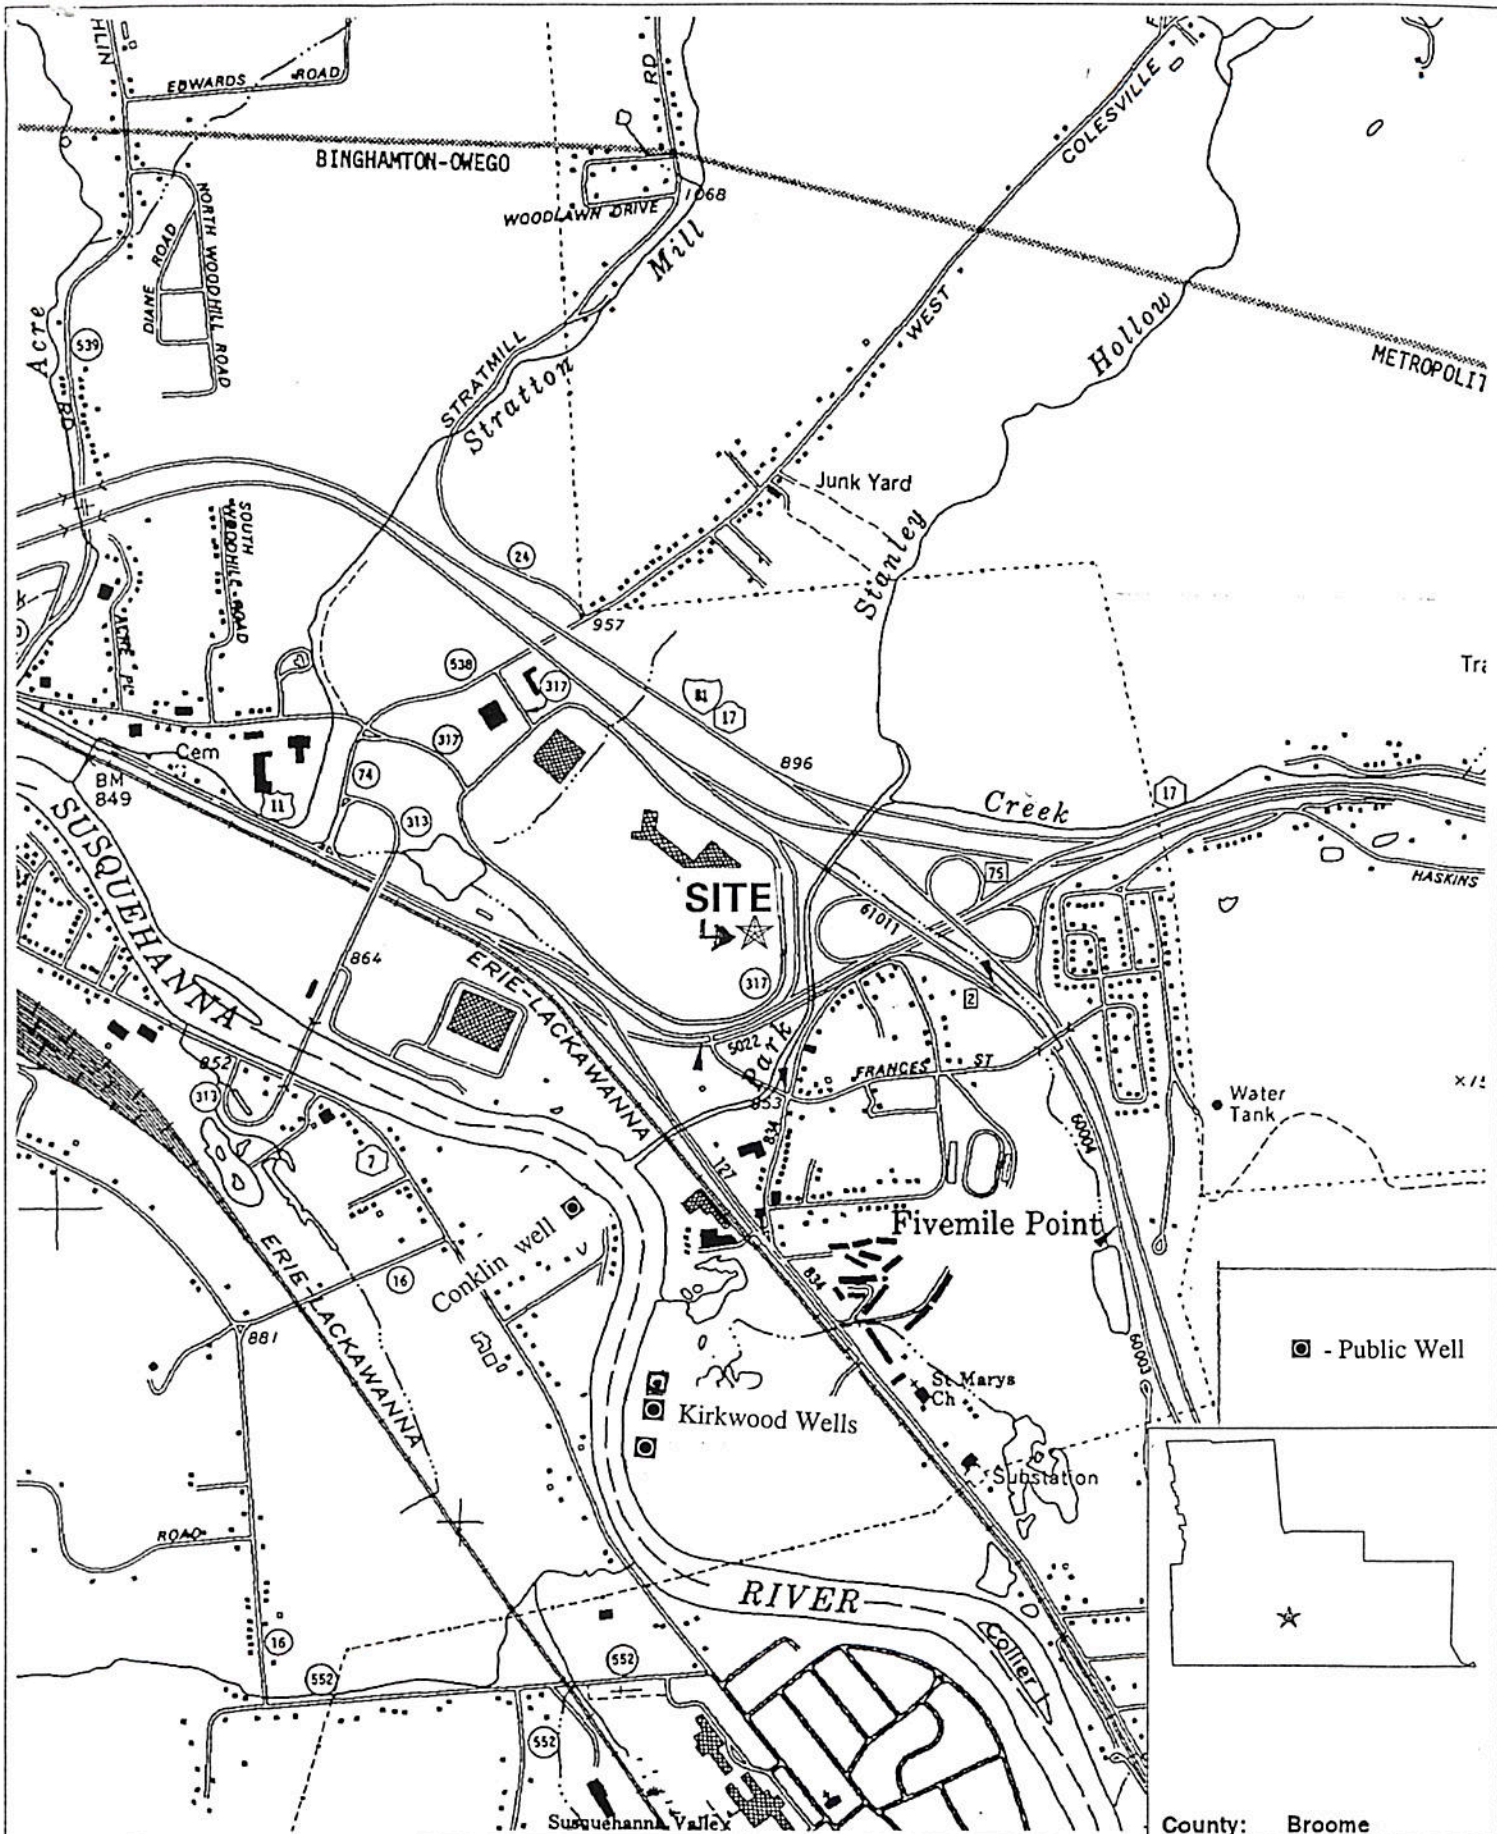 HLIN
EDWARDS ROAD
RD
COLESVILLE
BINGHAMTON-OWEGO
1068
WOODLAWN DRIVE
NORTH WOODHILL ROAD
DIANE ROAD
Mill
WEST
Hollow
Acre
539
RD
METROPOLIT
STRATMILL
Stratton
Junk Yard
SOUTH WOODHILL ROAD
24
Stanley
ACRE PL
957
538
317
81
17
Tra
317
Cem
74
896
BM
849
11
313
Creek
17
HASKINS
75
SITE
61011
SUSQUEHANNA
864
ERIE-LACKAWANNA
317
2
5022
Park
852
313
FRANCES ST
853
Water
Tank
60004
834
7
127
Fivemile Point
Conklin well
ERIE-LACKAWANNA
16
834
881
60003
- Public Well
St Marys
Ch
Kirkwood Wells
Substation
ROAD
RIVER
16
Collier
552
552
552
Susquehanna Valley
County: Broome